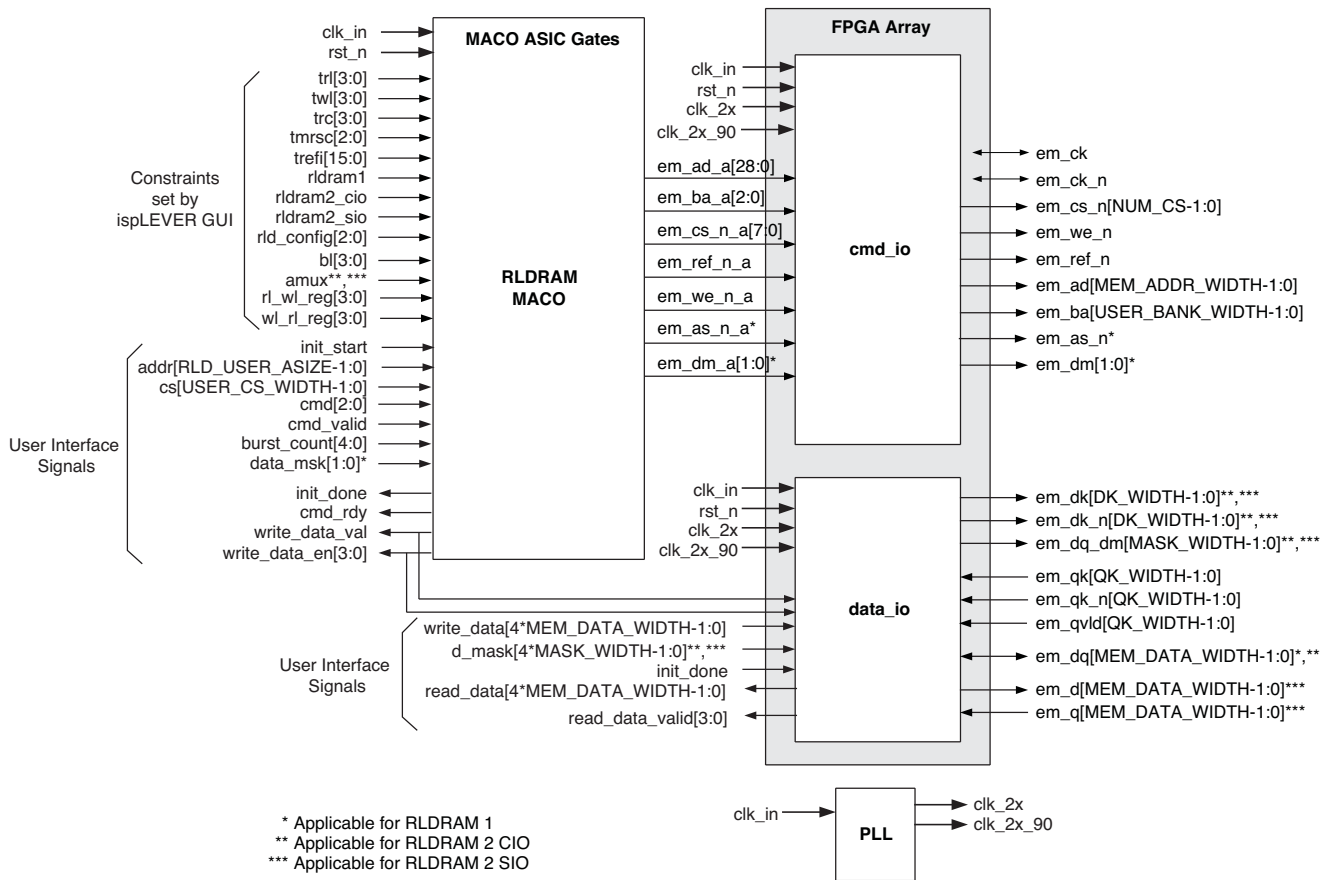 MACO ASIC Gates
RLDRAM
MACO
clk_in
rst_n
Constraints
set by
ispLEVER GUI
trl[3:0]
twl[3:0]
trc[3:0]
tmrsc[2:0]
trefi[15:0]
rldram1
rldram2_cio
rldram2_sio
rld_config[2:0]
bl[3:0]
amux**,***
rl_wl_reg[3:0]
wl_rl_reg[3:0]
User Interface
Signals
init_start
addr[RLD_USER_ASIZE-1:0]
cs[USER_CS_WIDTH-1:0]
cmd[2:0]
cmd_valid
burst_count[4:0]
data_msk[1:0]*
init_done
cmd_rdy
write_data_val
write_data_en[3:0]
em_ad_a[28:0]
em_ba_a[2:0]
em_cs_n_a[7:0]
em_ref_n_a
em_we_n_a
em_as_n_a*
em_dm_a[1:0]*
FPGA Array
clk_in
rst_n
clk_2x
clk_2x_90
cmd_io
em_ck
em_ck_n
em_cs_n[NUM_CS-1:0]
em_we_n
em_ref_n
em_ad[MEM_ADDR_WIDTH-1:0]
em_ba[USER_BANK_WIDTH-1:0]
em_as_n*
em_dm[1:0]*
clk_in
rst_n
clk_2x
clk_2x_90
data_io
User Interface
Signals
write_data[4*MEM_DATA_WIDTH-1:0]
d_mask[4*MASK_WIDTH-1:0]**,***
init_done
read_data[4*MEM_DATA_WIDTH-1:0]
read_data_valid[3:0]
em_dk[DK_WIDTH-1:0]**,***
em_dk_n[DK_WIDTH-1:0]**,***
em_dq_dm[MASK_WIDTH-1:0]**,***
em_qk[QK_WIDTH-1:0]
em_qk_n[QK_WIDTH-1:0]
em_qvld[QK_WIDTH-1:0]
em_dq[MEM_DATA_WIDTH-1:0]*,**
em_d[MEM_DATA_WIDTH-1:0]***
em_q[MEM_DATA_WIDTH-1:0]***
clk_in
PLL
clk_2x
clk_2x_90
* Applicable for RLDRAM 1
** Applicable for RLDRAM 2 CIO
*** Applicable for RLDRAM 2 SIO